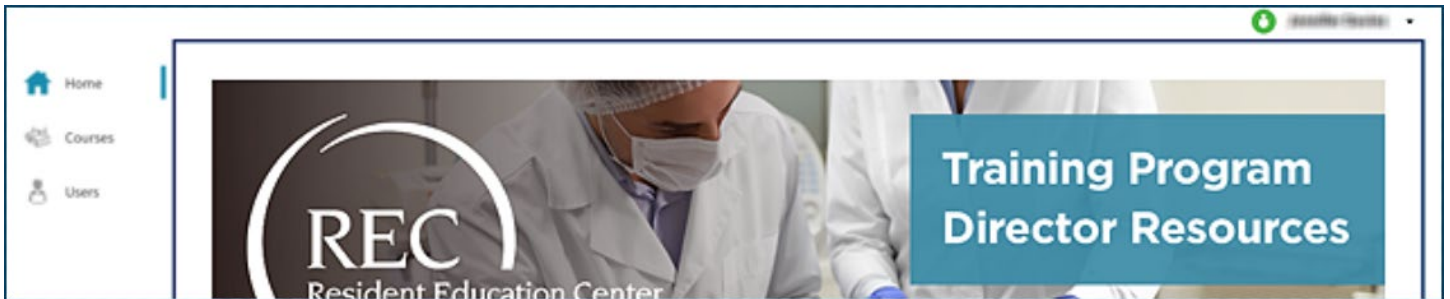 Home
Courses
Users
REC
Resident Education Center
Training Program
Director Resources